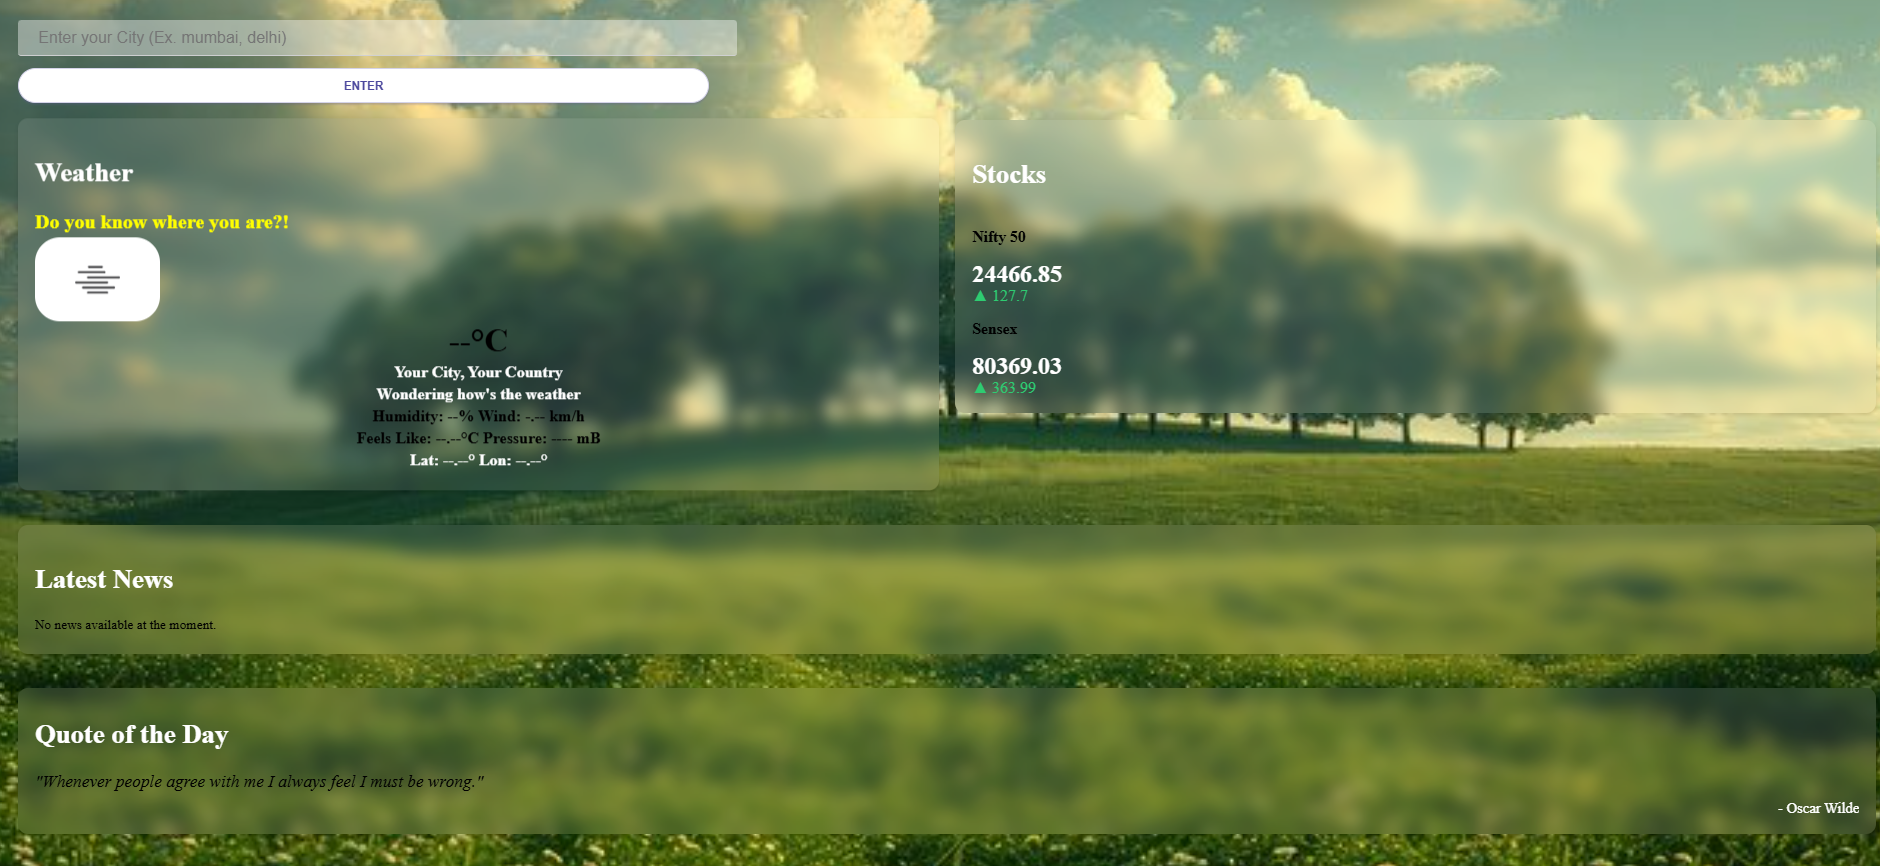 Enter your City (Ex. mumbai, delhi)
ENTER
Weather
Do you know where you are?!
--°C
Your City, Your Country
Wondering how's the weather
Humidity: --% Wind: -.-- km/h
Feels Like: --.--°C Pressure: ---- mB
Lat: --.--° Lon: --.--°
Stocks
Nifty 50
24466.85
▲ 127.7
Sensex
80369.03
▲ 363.99
Latest News
No news available at the moment.
Quote of the Day
"Whenever people agree with me I always feel I must be wrong."
- Oscar Wilde